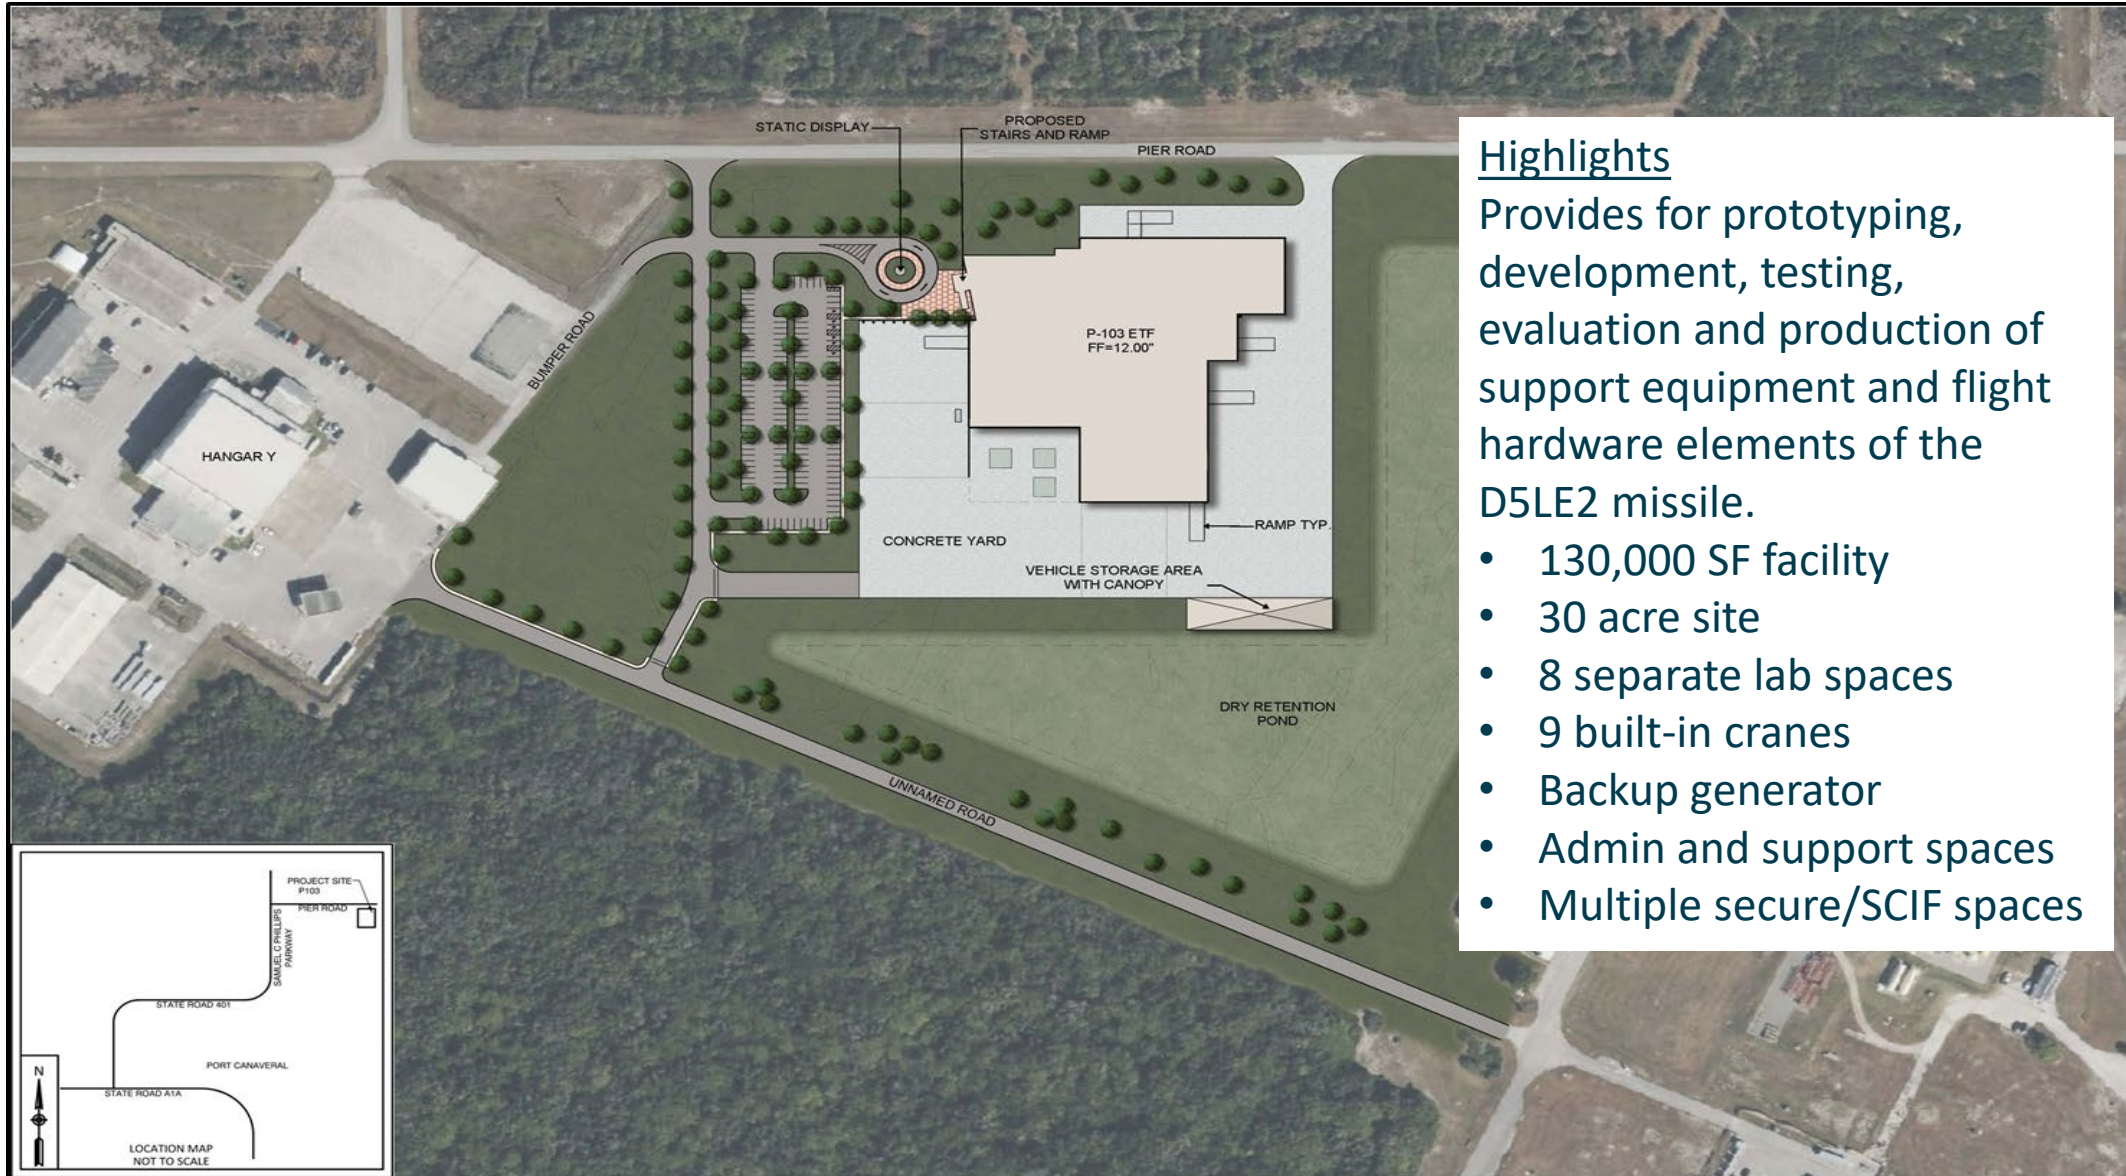 STATIC DISPLAY
PROPOSED
STAIRS AND RAMP
PIER ROAD
BUMPER ROAD
P-103 ETF
FF=12.00"
HANGAR Y
CONCRETE YARD
RAMP TYP.
VEHICLE STORAGE AREA
WITH CANOPY
DRY RETENTION
POND
UNNAMED ROAD
Highlights
Provides for prototyping,
development, testing,
evaluation and production of
support equipment and flight
hardware elements of the
D5LE2 missile.
• 130,000 SF facility
• 30 acre site
• 8 separate lab spaces
• 9 built-in cranes
• Backup generator
• Admin and support spaces
• Multiple secure/SCIF spaces
PROJECT SITE
P103
PIER ROAD
SAMUEL C PHILLIPS
PARKWAY
STATE ROAD 401
PORT CANAVERAL
N
STATE ROAD A1A
LOCATION MAP
NOT TO SCALE